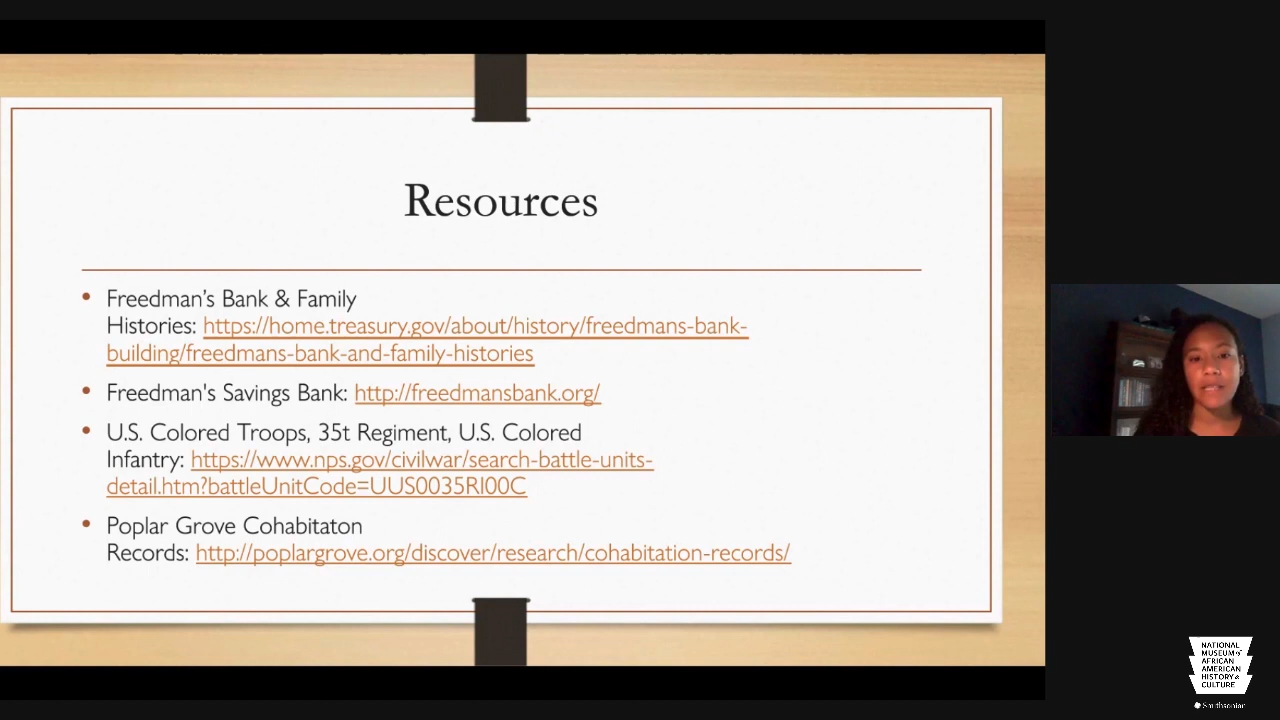 Resources
• Freedman’s Bank & Family
Histories: https://home.treasury.gov/about/history/freedmans-bank-
building/freedmans-bank-and-family-histories
• Freedman's Savings Bank: http://freedmansbank.org/
• U.S. Colored Troops, 35t Regiment, U.S. Colored
Infantry: https://www.nps.gov/civilwar/search-battle-units-
detail.htm?battleUnitCode=UUS0035RI00C
• Poplar Grove Cohabitaton
Records: http://poplargrove.org/discover/research/cohabitation-records/
NATIONAL
MUSEUM of
AFRICAN
AMERICAN
HISTORY &
CULTURE
Smithsonian